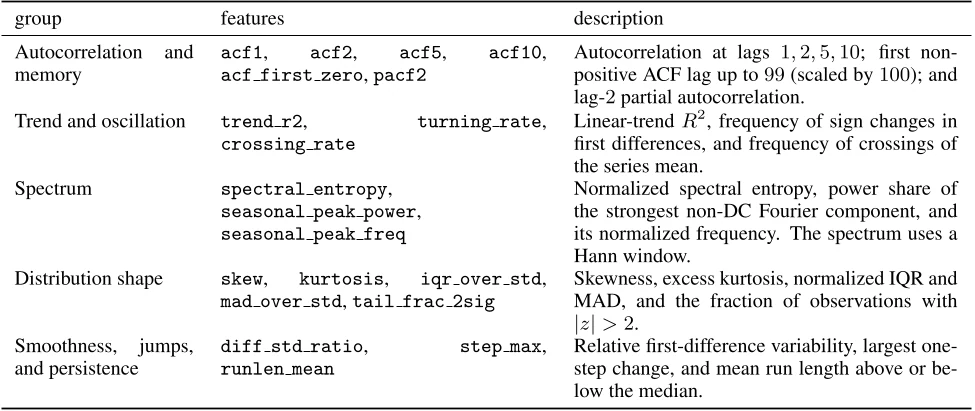 group features description
Autocorrelation and memory acf1, acf2, acf5, acf10, acf_first_zero, pacf2 Autocorrelation at lags 1, 2, 5, 10; first non-
positive ACF lag up to 99 (scaled by 100); and
lag-2 partial autocorrelation.
Trend and oscillation trend_r2, turning_rate, Linear-trend R², frequency of sign changes in
crossing_rate first differences, and frequency of crossings of
the series mean.
Spectrum spectral_entropy, Normalized spectral entropy, power share of
seasonal_peak_power, the strongest non-DC Fourier component, and
seasonal_peak_freq its normalized frequency. The spectrum uses a
Hann window.
Distribution shape skew, kurtosis, iqr_over_std, Skewness, excess kurtosis, normalized IQR and
mad_over_std, tail_frac_2sig MAD, and the fraction of observations with
|z| > 2.
Smoothness, jumps, diff_std_ratio, step_max, Relative first-difference variability, largest one-
and persistence runlen_mean step change, and mean run length above or be-
low the median.